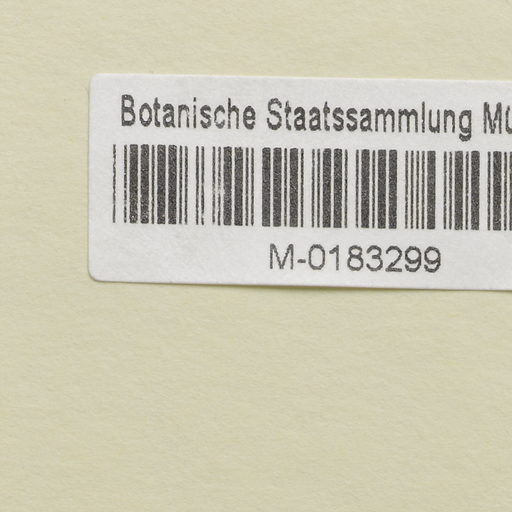 Botanische Staatssammlung
M-0183299